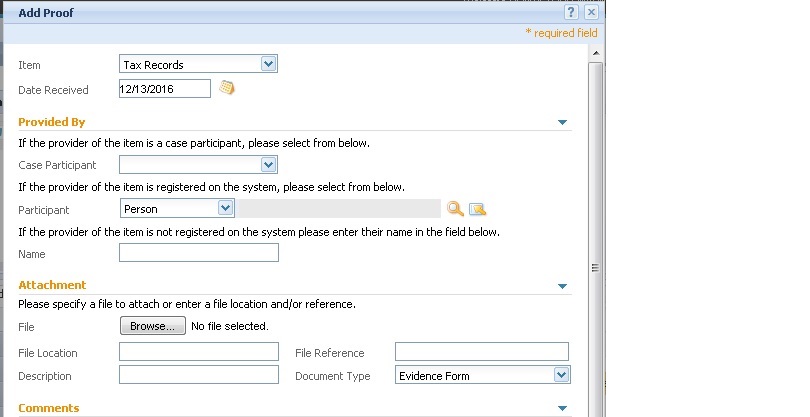 Add Proof
* required field
Item Tax Records
Date Received 12/13/2016
Provided By
If the provider of the item is a case participant, please select from below.
Case Participant
If the provider of the item is registered on the system, please select from below.
Participant Person
If the provider of the item is not registered on the system please enter their name in the field below.
Name
Attachment
Please specify a file to attach or enter a file location and/or reference.
File Browse... No file selected.
File Location File Reference
Description Document Type Evidence Form
Comments